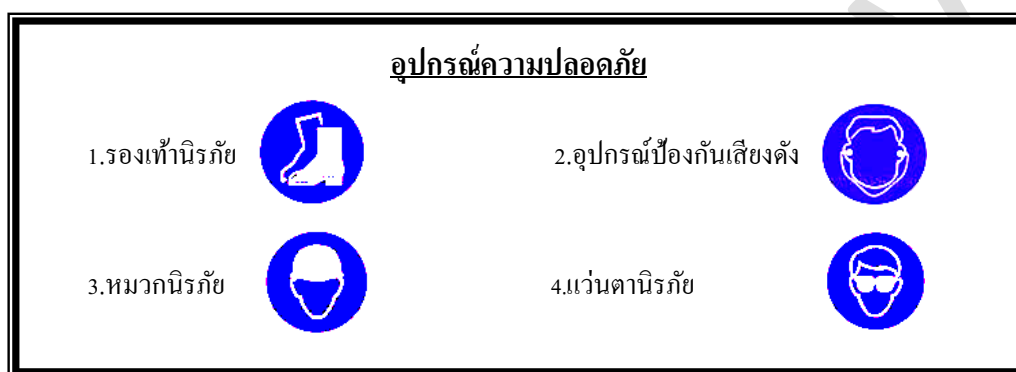 อุปกรณ์ความปลอดภัย
1.รองเท้านิรภัย 2.อุปกรณ์ป้องกันเสียงดัง
3.หมวกนิรภัย 4.แว่นตานิรภัย